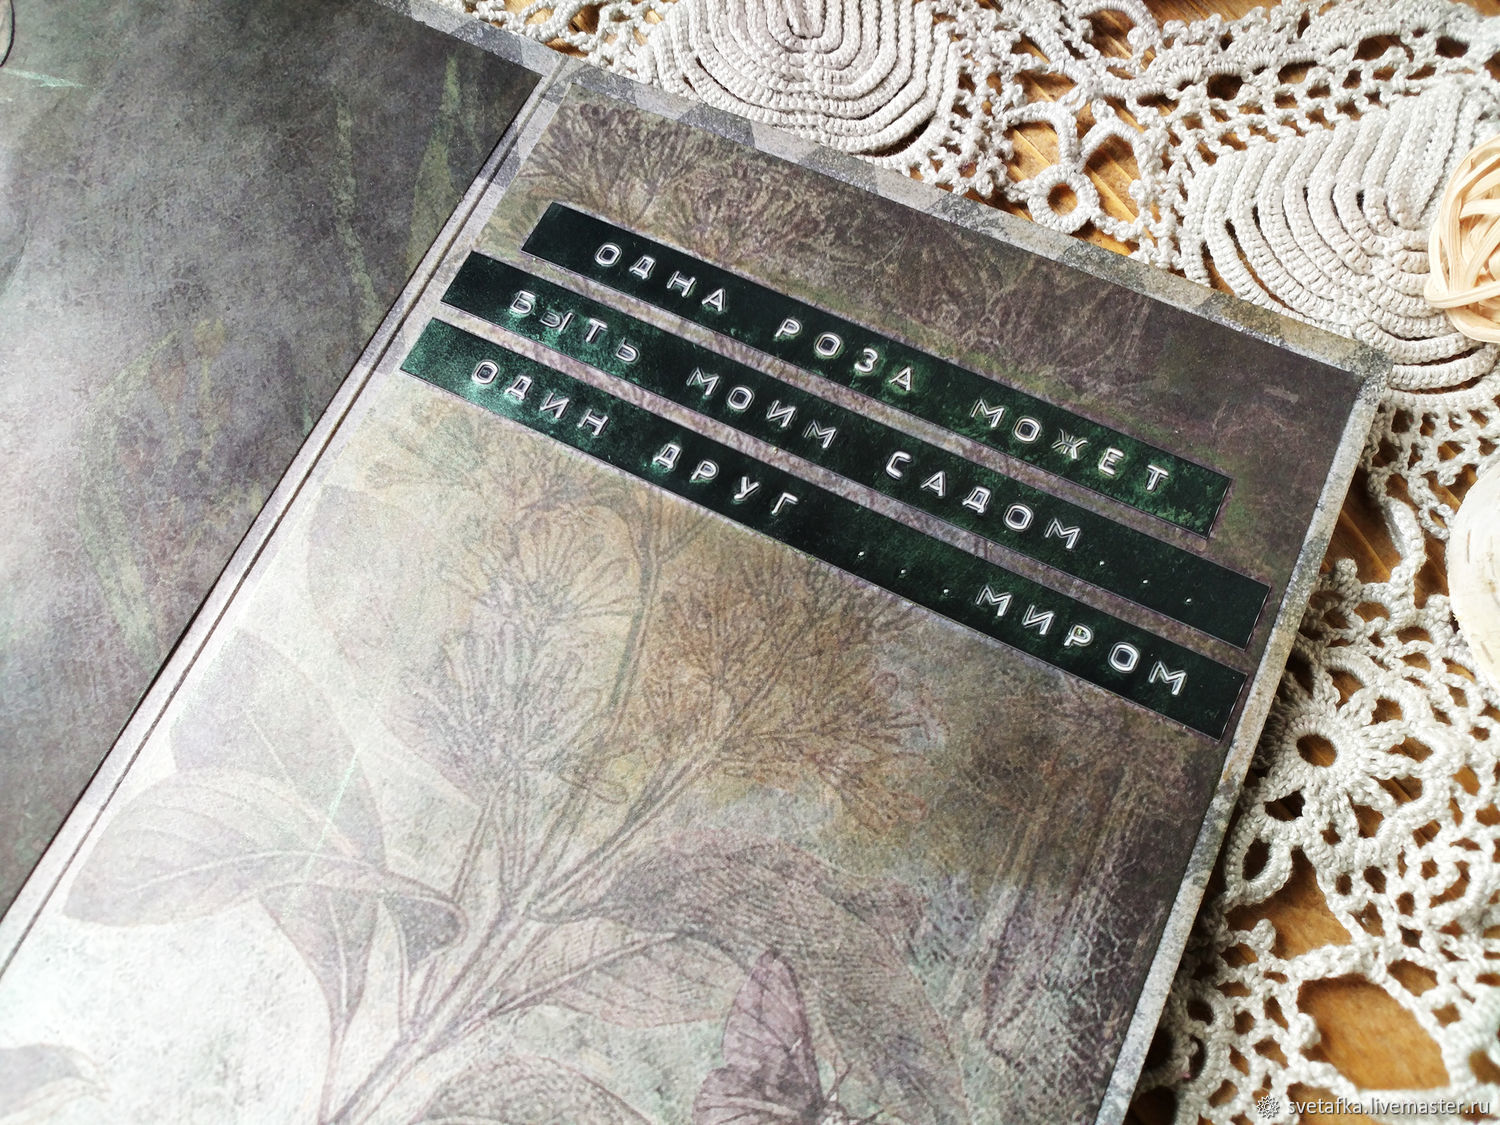 ОДНА РОЗА МОЖЕТ
БЫТЬ МОИМ САДОМ...
ОДИН ДРУГ ...МИРОМ
svetafka.livemaster.ru